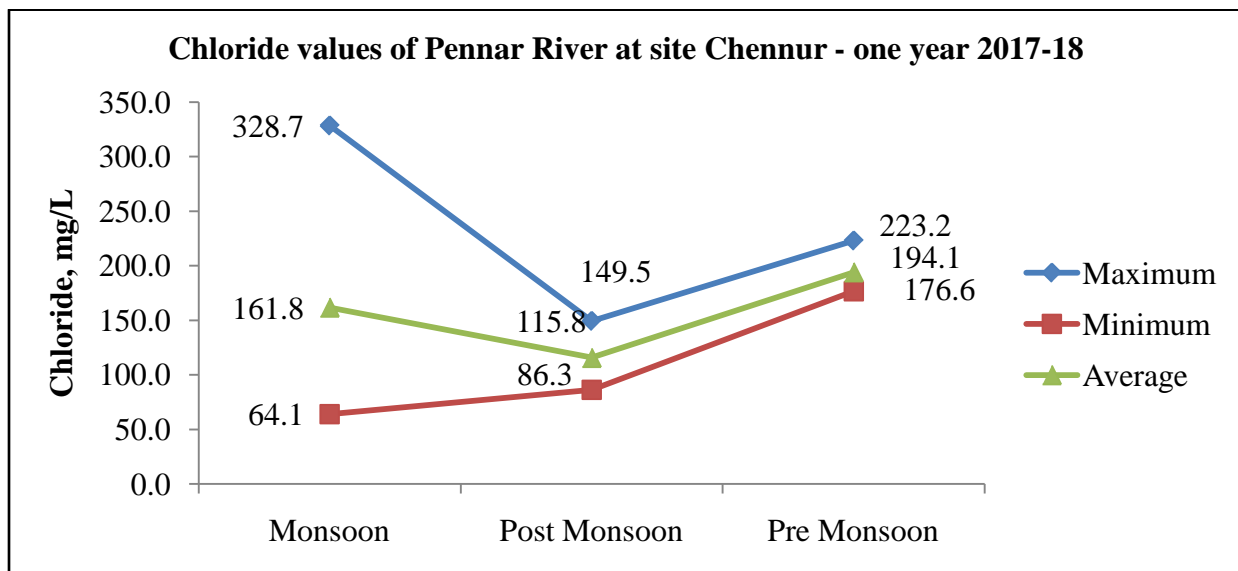 Chloride values of Pennar River at site Chennur - one year 2017-18
Chloride, mg/L
350.0
300.0
250.0
200.0
150.0
100.0
50.0
0.0
328.7
161.8
64.1
149.5
115.8
86.3
223.2
194.1
176.6
Monsoon
Post Monsoon
Pre Monsoon
Maximum
Minimum
Average